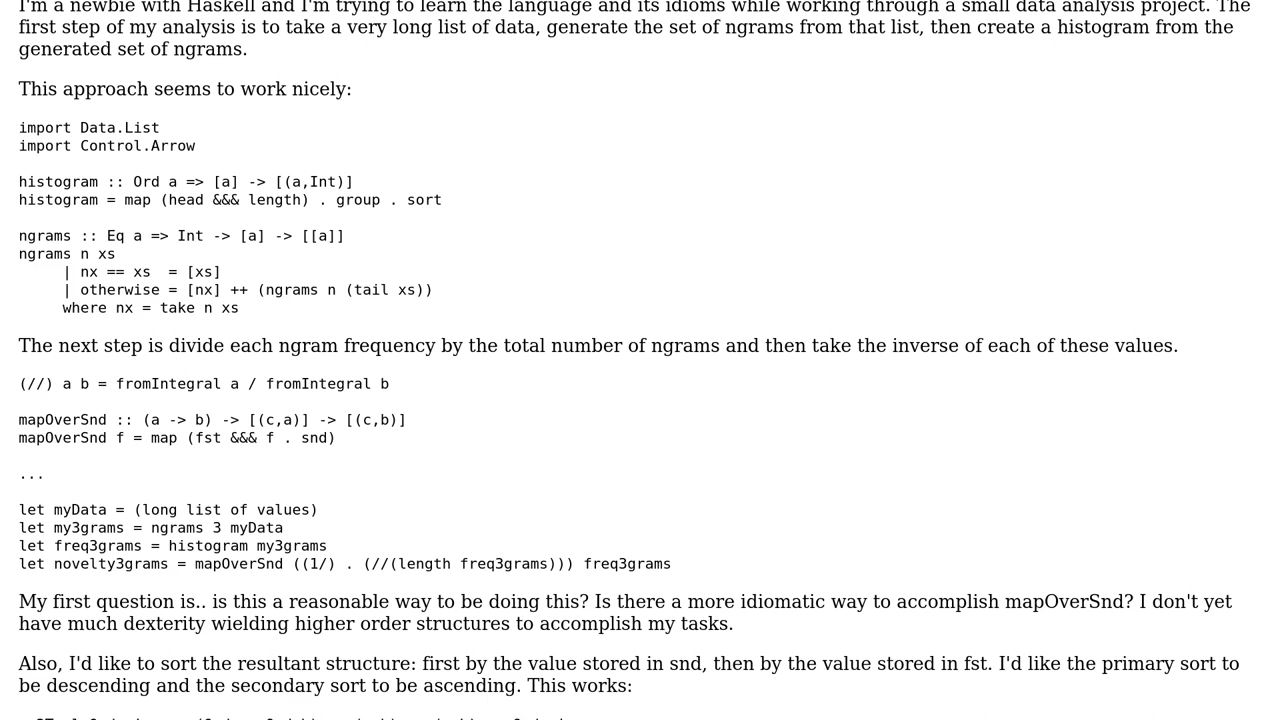 I'm a newbie with Haskell and I'm trying to learn the language and its idioms while working through a small data analysis project. The
first step of my analysis is to take a very long list of data, generate the set of ngrams from that list, then create a histogram from the
generated set of ngrams.
This approach seems to work nicely:
import Data.List
import Control.Arrow
histogram :: Ord a => [a] -> [(a,Int)]
histogram = map (head &&& length) . group . sort
ngrams :: Eq a => Int -> [a] -> [[a]]
ngrams n xs
     | nx == xs  = [xs]
     | otherwise = [nx] ++ (ngrams n (tail xs))
     where nx = take n xs
The next step is divide each ngram frequency by the total number of ngrams and then take the inverse of each of these values.
(//) a b = fromIntegral a / fromIntegral b
mapOverSnd :: (a -> b) -> [(c,a)] -> [(c,b)]
mapOverSnd f = map (fst &&& f . snd)
...
let myData = (long list of values)
let my3grams = ngrams 3 myData
let freq3grams = histogram my3grams
let novelty3grams = mapOverSnd ((1/) . (//(length freq3grams))) freq3grams
My first question is.. is this a reasonable way to be doing this? Is there a more idiomatic way to accomplish mapOverSnd? I don't yet
have much dexterity wielding higher order structures to accomplish my tasks.
Also, I'd like to sort the resultant structure: first by the value stored in snd, then by the value stored in fst. I'd like the primary sort to
be descending and the secondary sort to be ascending. This works: